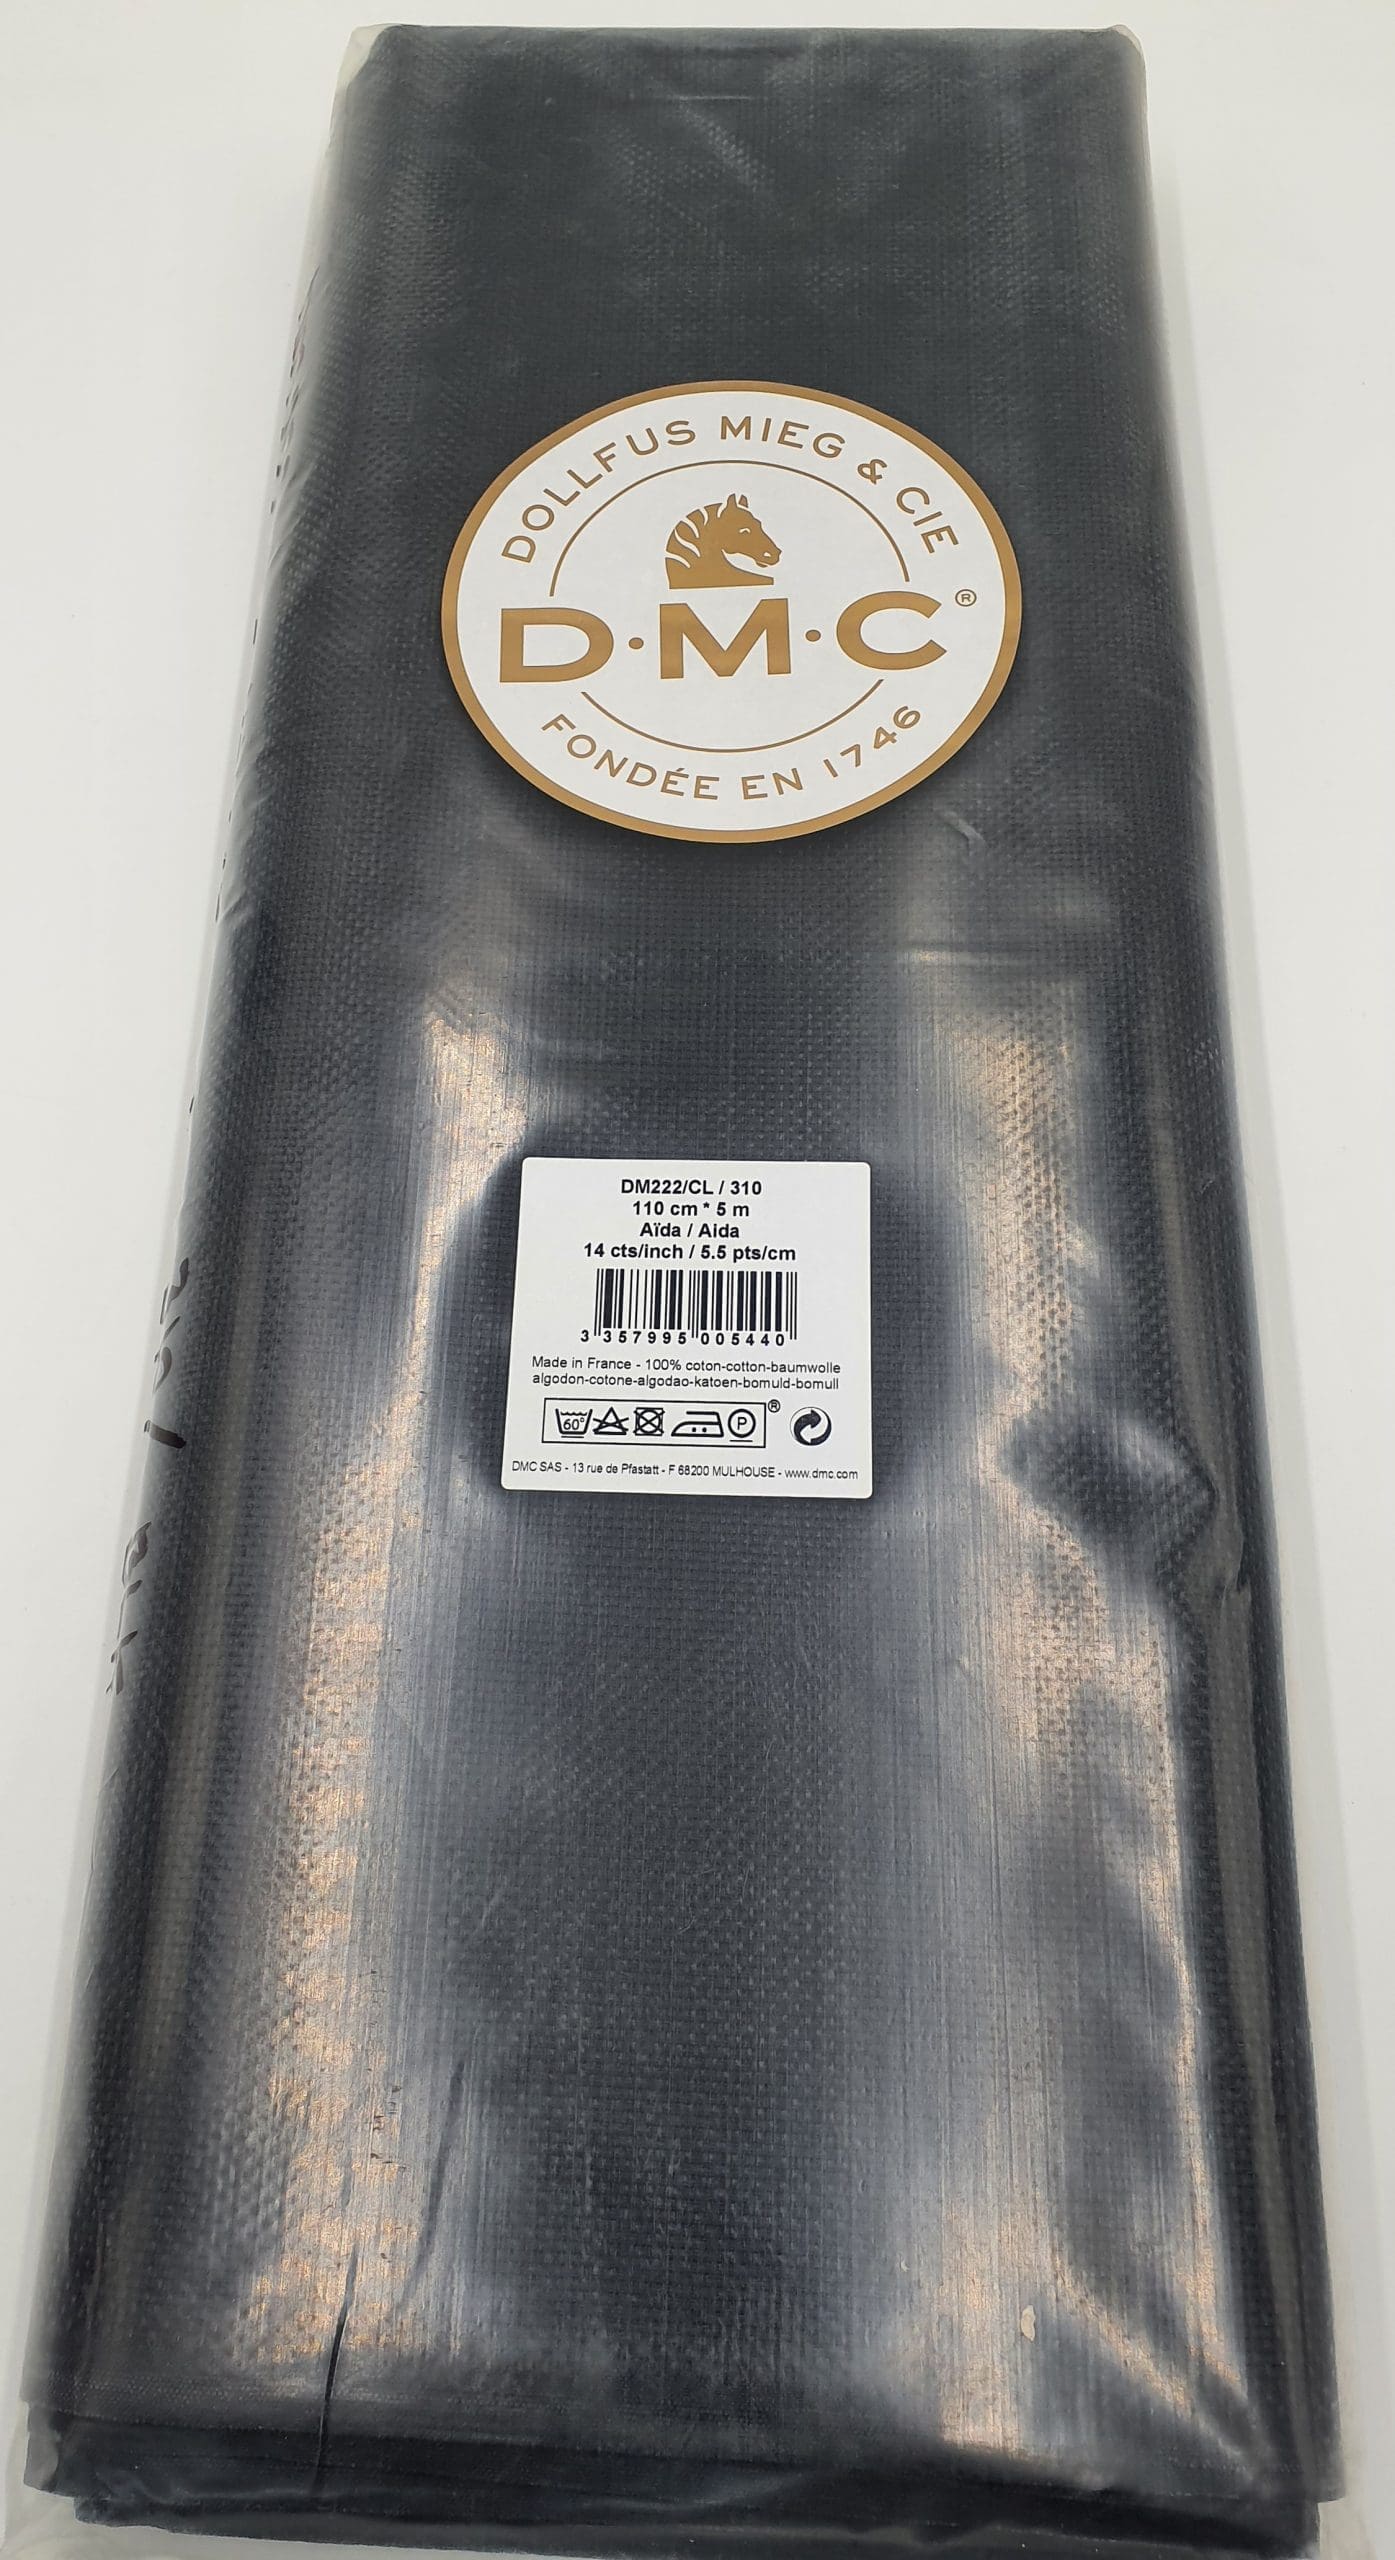 DOLLFUS MIEG & CIE
D·M·C®
FONDÉE EN 1746
DM222/CL / 310
110 cm * 5 m
Aïda / Aida
14 cts/inch / 5.5 pts/cm
3 357995 005440
Made in France - 100% coton-cotton-baumwolle
algodon-cotone-algodao-katoen-bomuld-bomull
60° P ®
DMC SAS - 13 rue de Pfastatt - F 68200 MULHOUSE - www.dmc.com
310 / BLK